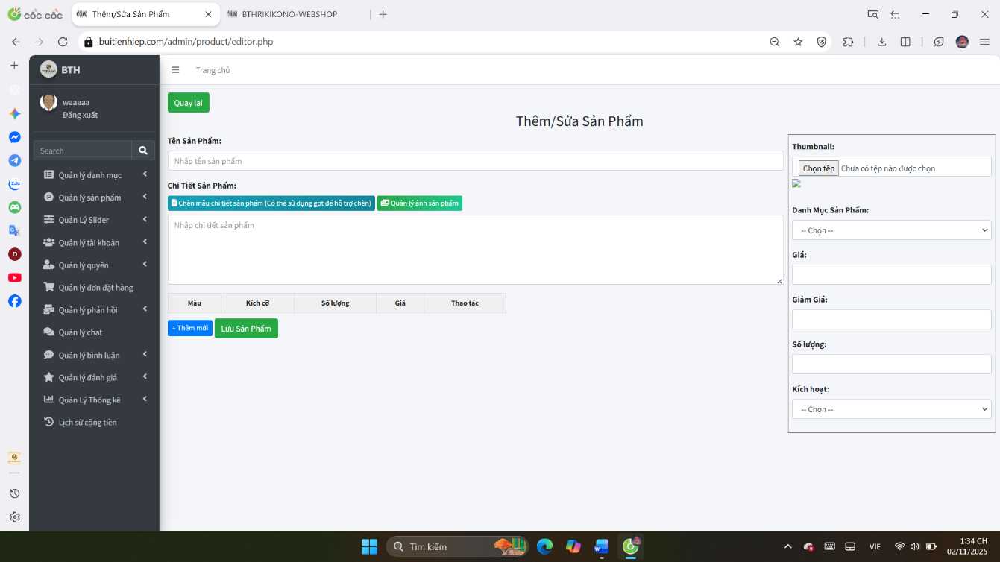 cốc cốc
Thêm/Sửa Sản Phẩm
BTHRIKIKONO-WEBSHOP
buitienhiep.com/admin/product/editor.php
BTH
Trang chủ
waaaaa
Đăng xuất
Search
Quản lý danh mục
Quản lý sản phẩm
Quản Lý Slider
Quản lý tài khoản
Quản lý quyền
Quản lý đơn đặt hàng
Quản lý phản hồi
Quản lý chat
Quản lý bình luận
Quản lý đánh giá
Quản Lý Thống kê
Lịch sử cộng tiền
Quay lại
Thêm/Sửa Sản Phẩm
Tên Sản Phẩm:
Nhập tên sản phẩm
Chi Tiết Sản Phẩm:
Chèn mẫu chi tiết sản phẩm (Có thể sử dụng gpt để hỗ trợ chèn)
Quản lý ảnh sản phẩm
Nhập chi tiết sản phẩm
Màu Kích cỡ Số lượng Giá Thao tác
+ Thêm mới
Lưu Sản Phẩm
Thumbnail:
Chọn tệp Chưa có tệp nào được chọn
Danh Mục Sản Phẩm:
-- Chọn --
Giá:
Giảm Giá:
Số lượng:
Kích hoạt:
-- Chọn --
Zalo
D
Tìm kiếm
VIE
1:34 CH
02/11/2025